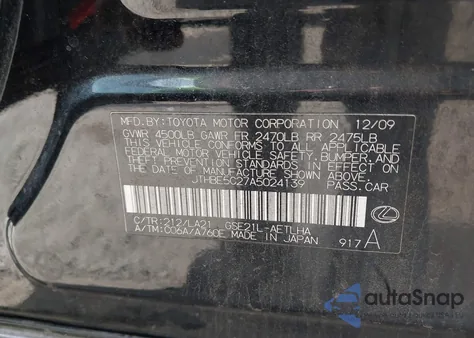 MFD.BY:TOYOTA MOTOR CORPORATION 12/09
GVWR 4500LB GAWR FR 2470LB RR 2475LB
THIS VEHICLE CONFORMS TO ALL APPLICABLE
FEDERAL MOTOR VEHICLE SAFETY, BUMPER, AND
THEFT PREVENTION STANDARDS IN EFFECT ON
THE DATE OF MANUFACTURE SHOWN ABOVE.
JTHBE5C27A5024139 PASS.CAR
C/TR:212/LA21 GSE21L-AETLHA
A/TM:C06A/A760E MADE IN JAPAN 917A
autoSnap